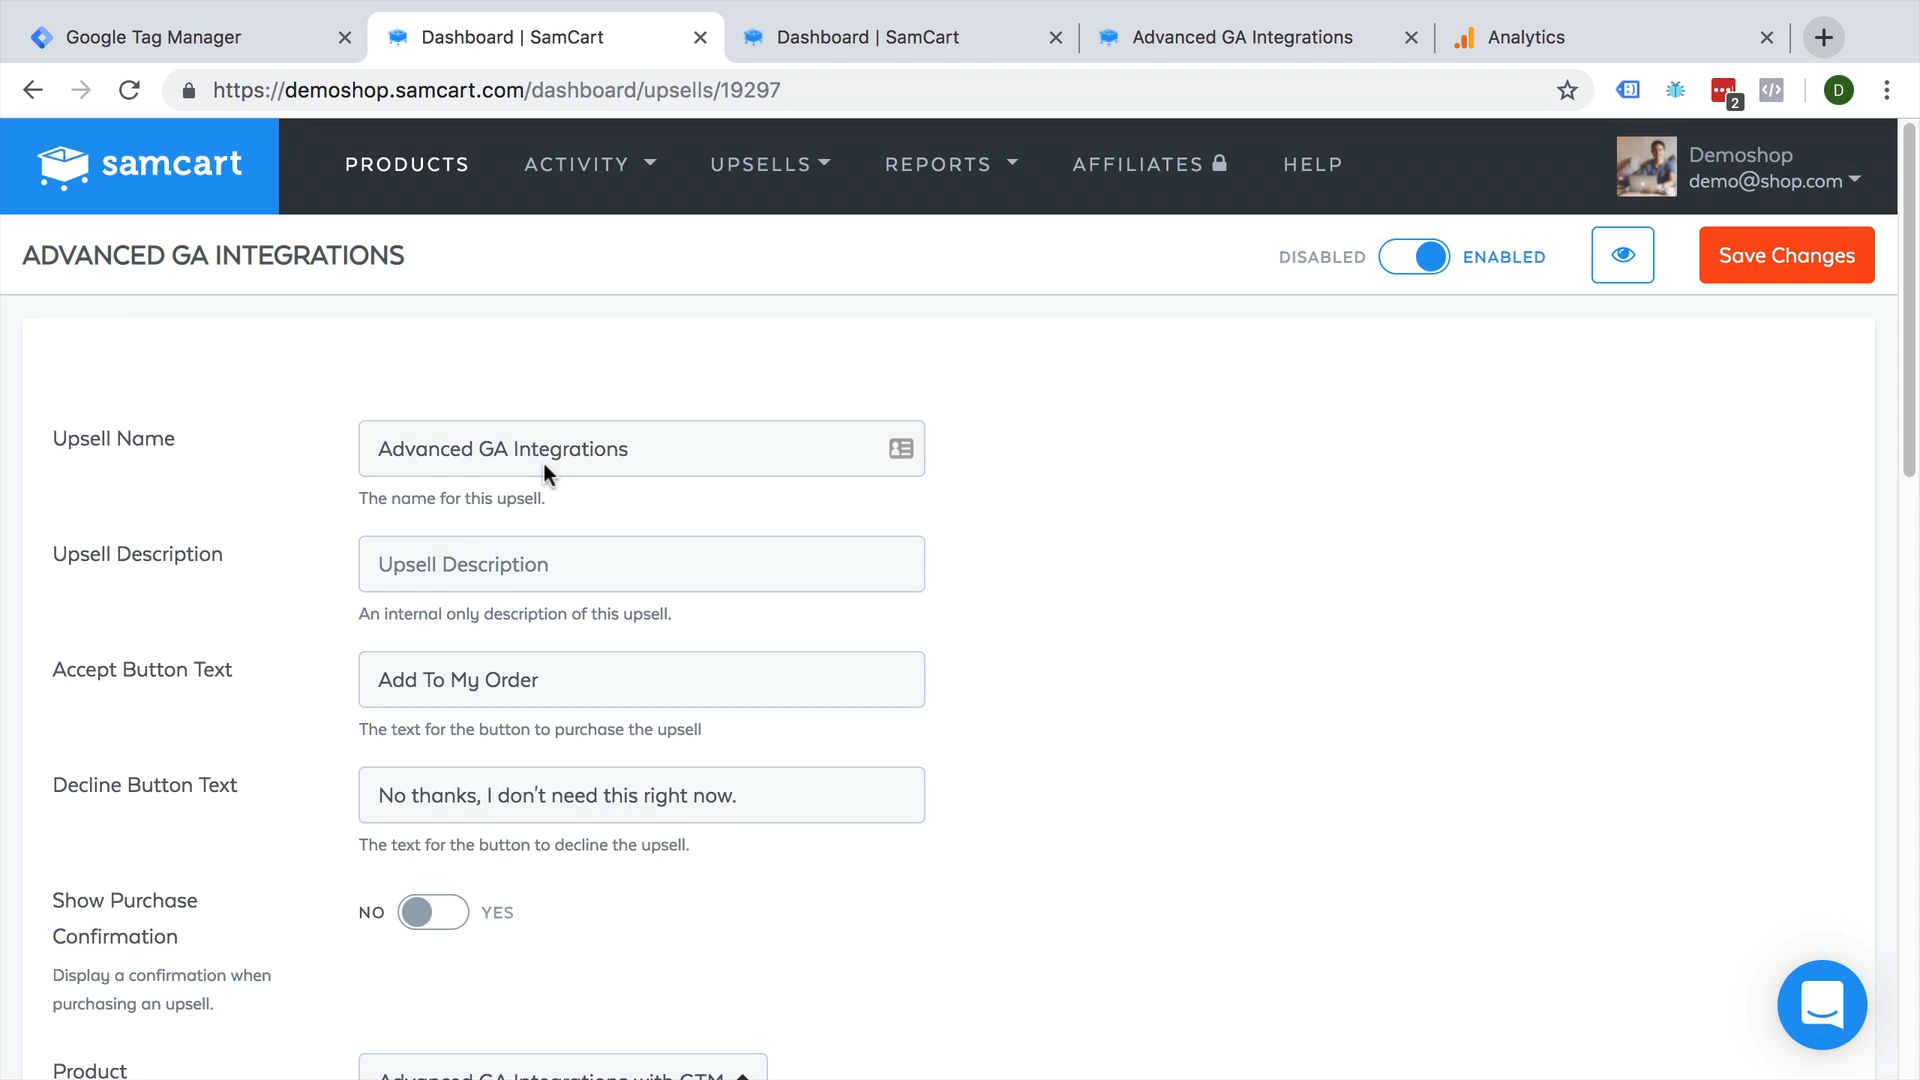 Google Tag Manager
Dashboard | SamCart
Dashboard | SamCart
Advanced GA Integrations
Analytics
https://demoshop.samcart.com/dashboard/upsells/19297
2
D
samcart
PRODUCTS
ACTIVITY
UPSELLS
REPORTS
AFFILIATES
HELP
Demoshop
demo@shop.com
ADVANCED GA INTEGRATIONS
DISABLED
ENABLED
Save Changes
Upsell Name
Advanced GA Integrations
The name for this upsell.
Upsell Description
Upsell Description
An internal only description of this upsell.
Accept Button Text
Add To My Order
The text for the button to purchase the upsell
Decline Button Text
No thanks, I don't need this right now.
The text for the button to decline the upsell.
Show Purchase
Confirmation
NO
YES
Display a confirmation when
purchasing an upsell.
Product
Advanced GA Integrations with GTM